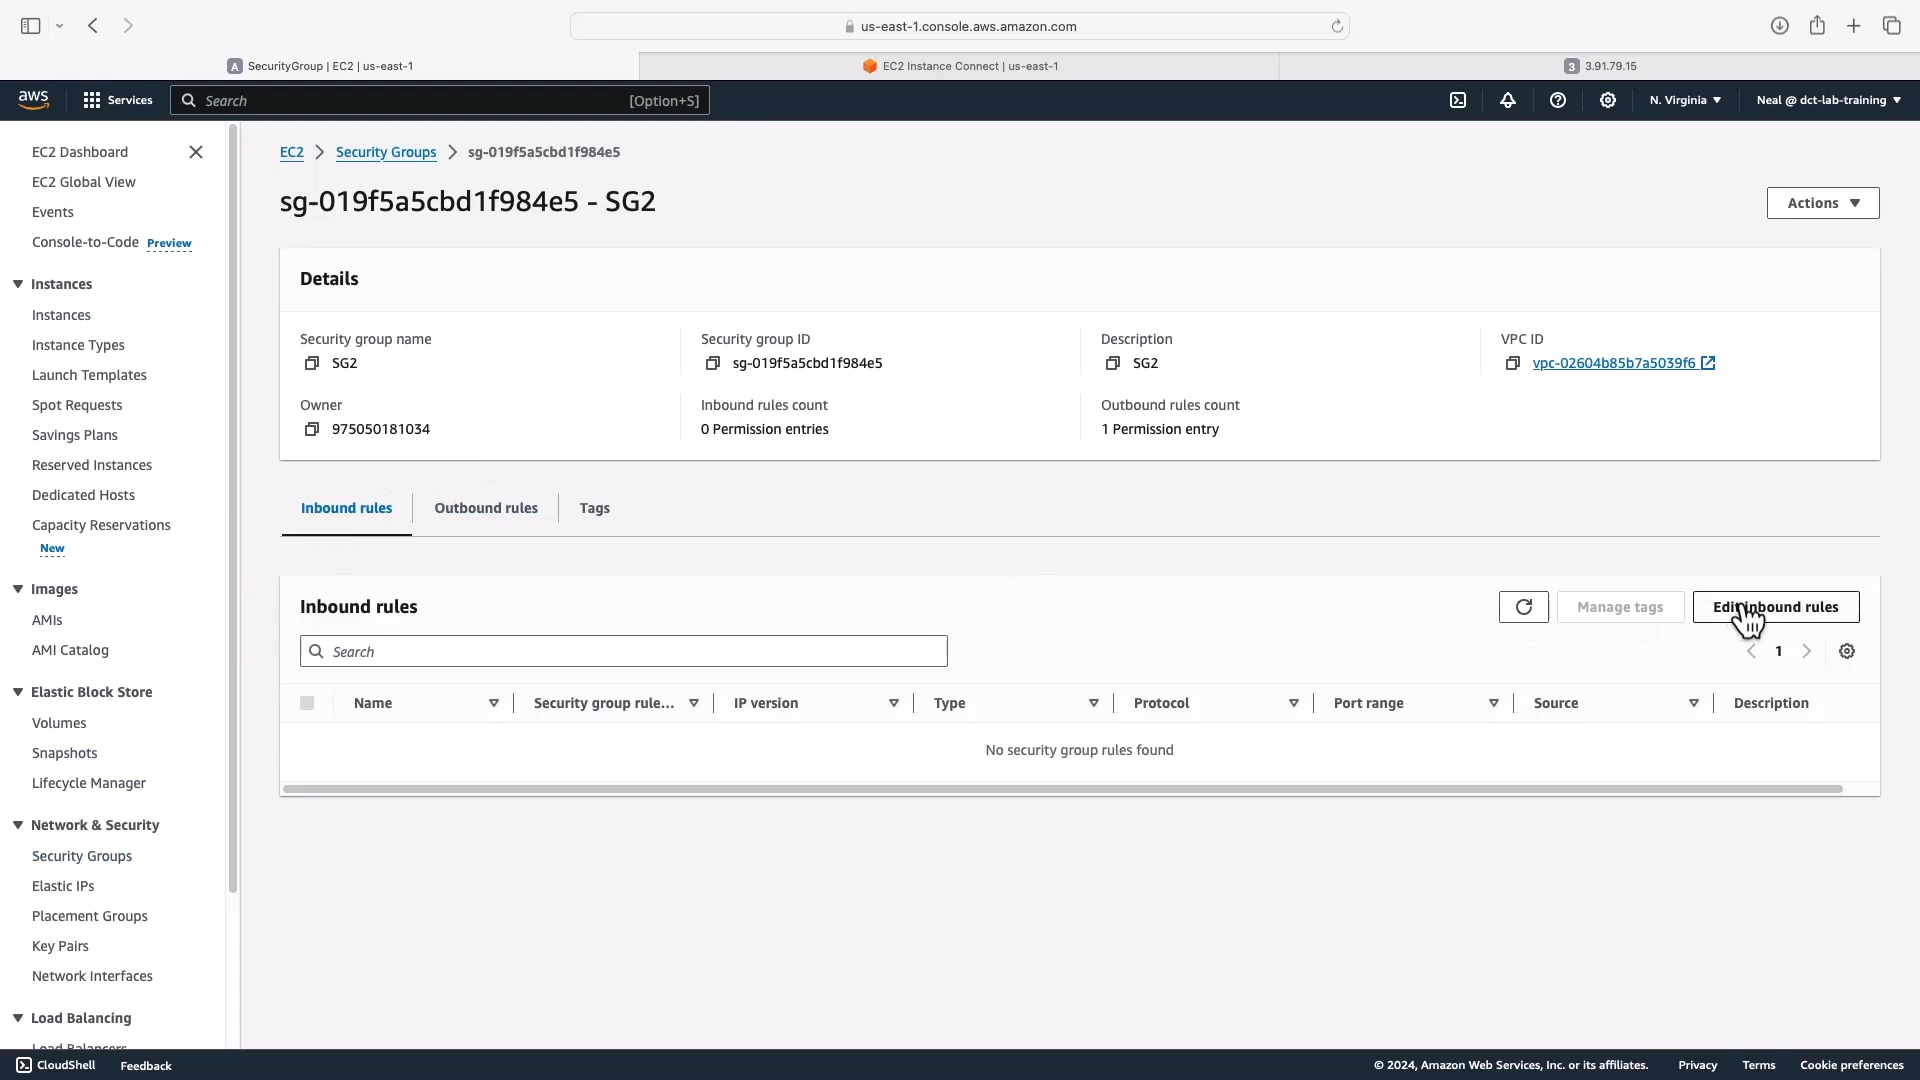 us-east-1.console.aws.amazon.com
A SecurityGroup | EC2 | us-east-1
EC2 Instance Connect | us-east-1
3 3.91.79.15
aws
Services
Search [Option+S]
N. Virginia
Neal @ dct-lab-training
EC2 Dashboard
EC2 Global View
Events
Console-to-Code Preview
Instances
Instances
Instance Types
Launch Templates
Spot Requests
Savings Plans
Reserved Instances
Dedicated Hosts
Capacity Reservations
New
Images
AMIs
AMI Catalog
Elastic Block Store
Volumes
Snapshots
Lifecycle Manager
Network & Security
Security Groups
Elastic IPs
Placement Groups
Key Pairs
Network Interfaces
Load Balancing
Load Balancers
EC2 > Security Groups > sg-019f5a5cbd1f984e5
sg-019f5a5cbd1f984e5 - SG2
Actions
Details
Security group name
SG2
Security group ID
sg-019f5a5cbd1f984e5
Description
SG2
VPC ID
vpc-02604b85b7a5039f6
Owner
975050181034
Inbound rules count
0 Permission entries
Outbound rules count
1 Permission entry
Inbound rules
Outbound rules
Tags
Inbound rules
Manage tags
Edit inbound rules
Search
1
Name
Security group rule...
IP version
Type
Protocol
Port range
Source
Description
No security group rules found
CloudShell
Feedback
© 2024, Amazon Web Services, Inc. or its affiliates.
Privacy
Terms
Cookie preferences